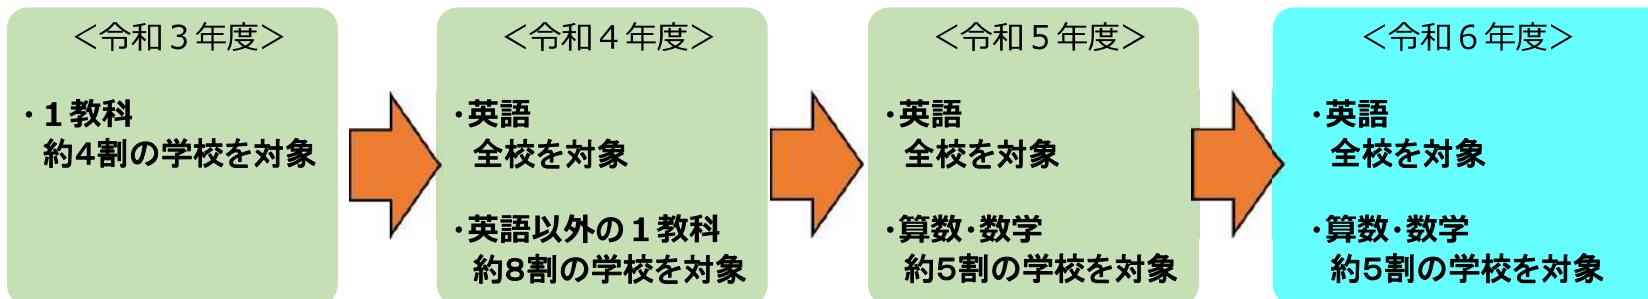 ＜令和３年度＞
・１教科
約4割の学校を対象
＜令和４年度＞
・英語
全校を対象
・英語以外の１教科
約8割の学校を対象
＜令和５年度＞
・英語
全校を対象
・算数・数学
約5割の学校を対象
＜令和６年度＞
・英語
全校を対象
・算数・数学
約5割の学校を対象